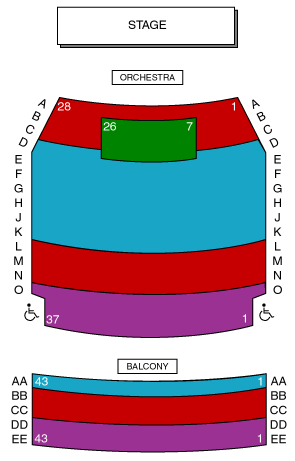 STAGE
ORCHESTRA
A 28 1 A
B B
C 26 7 C
D D
E E
F F
G G
H H
J J
K K
L L
M M
N N
O O
37 1
BALCONY
AA 43 1 AA
BB BB
CC CC
DD DD
EE 43 1 EE